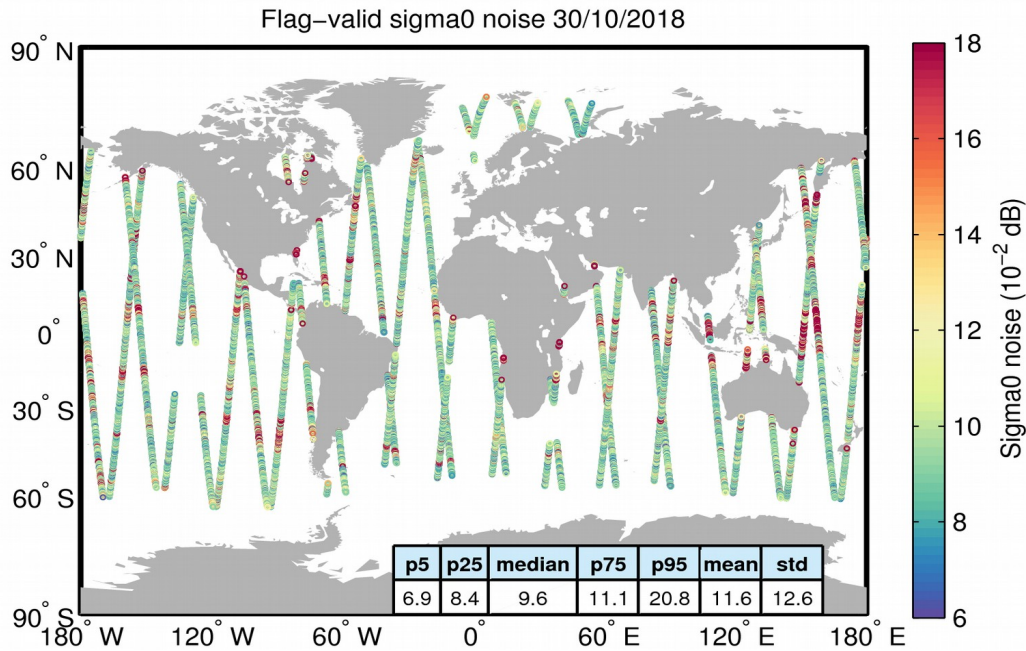 Flag−valid sigma0 noise 30/10/2018
90° N
60° N
30° N
0°
30° S
60° S
90° S
180° W 120° W 60° W 0° 60° E 120° E 180° E
p5 p25 median p75 p95 mean std
6.9 8.4 9.6 11.1 20.8 11.6 12.6
18
16
14
12
10
8
6
Sigma0 noise (10⁻² dB)